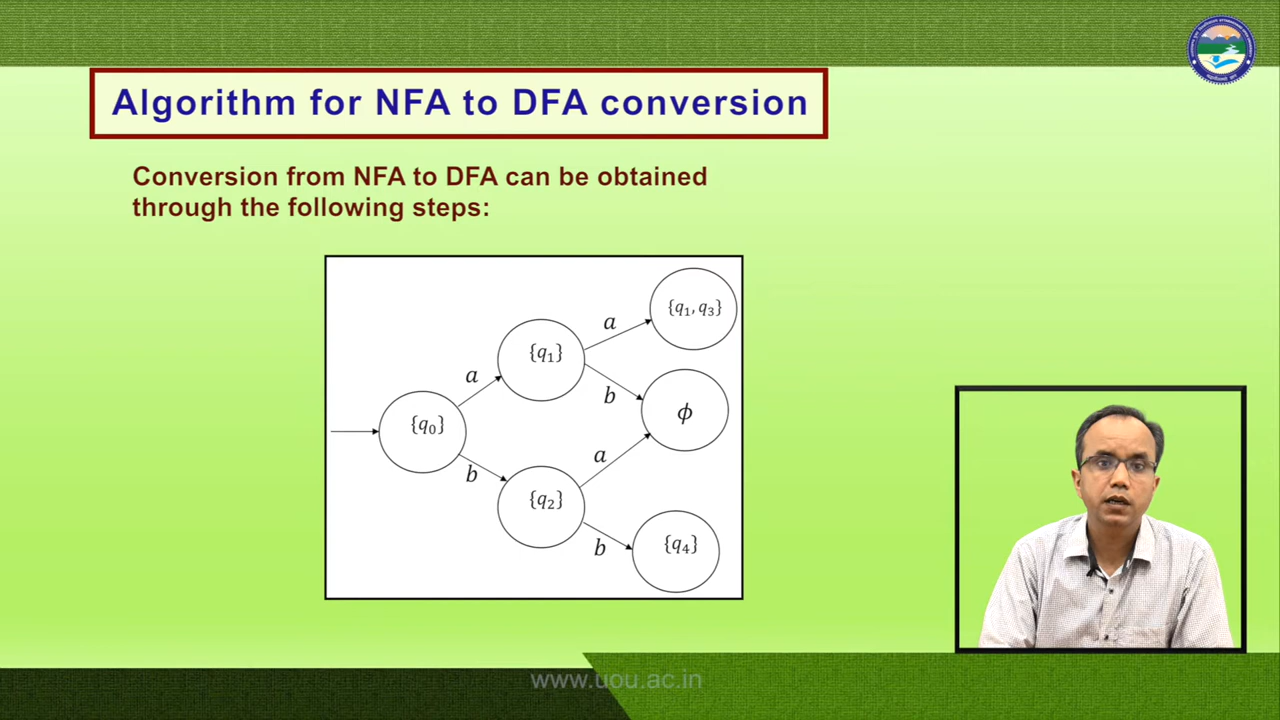 Algorithm for NFA to DFA conversion
Conversion from NFA to DFA can be obtained
through the following steps:
{q₁, q₃}
a
{q₁}
a
b
ϕ
{q₀}
a
b
{q₂}
b
{q₄}
www.uou.ac.in